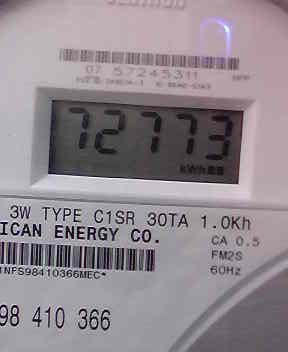 07 57245311
72773
kWh
3W TYPE C1SR 30TA 1.0Kh
ICAN ENERGY CO.
CA 0.5
FM2S
60Hz
1NFS98410366MEC*
98 410 366